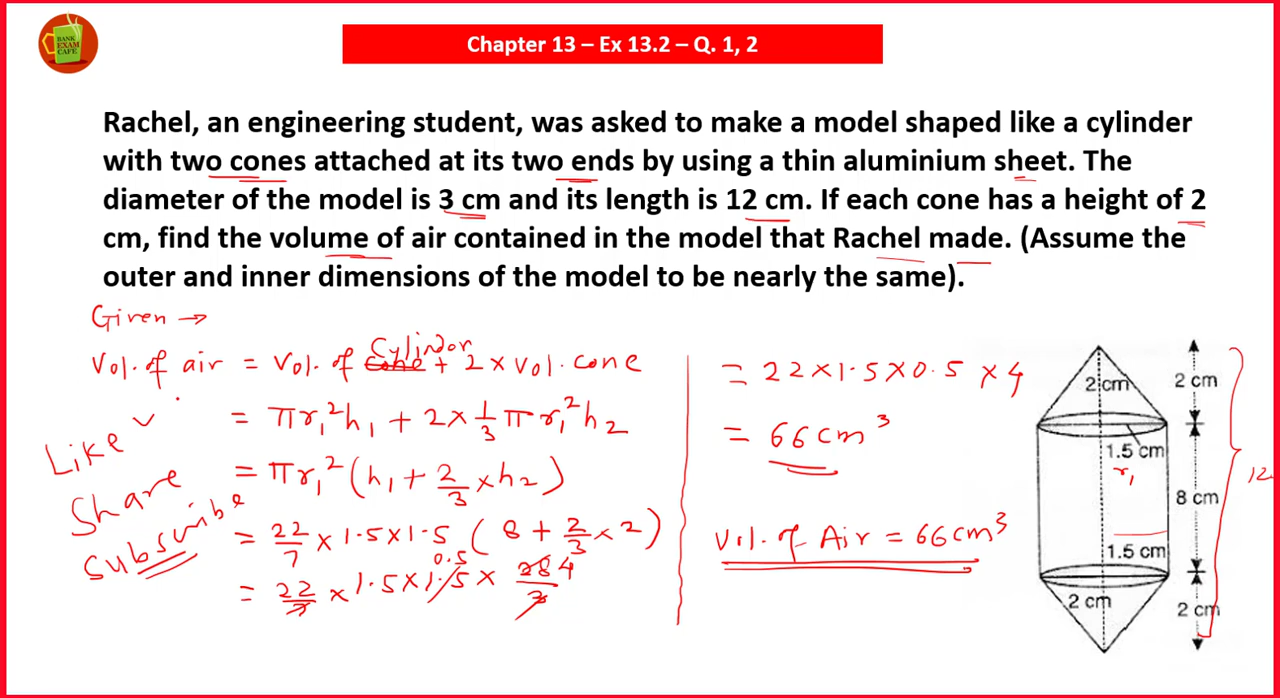 BANK
EXAM
CAFE
Chapter 13 – Ex 13.2 – Q. 1, 2
Rachel, an engineering student, was asked to make a model shaped like a cylinder
with two cones attached at its two ends by using a thin aluminium sheet. The
diameter of the model is 3 cm and its length is 12 cm. If each cone has a height of 2
cm, find the volume of air contained in the model that Rachel made. (Assume the
outer and inner dimensions of the model to be nearly the same).
Given →
Vol. of air = Vol. of Cylinder + 2 × Vol. cone
= πr₁²h₁ + 2 × 1/3 πr₁²h₂
= πr₁² (h₁ + 2/3 × h₂)
= 22/7 × 1.5 × 1.5 ( 8 + 2/3 × 2 )
0.5
= 22/7 × 1.5 × 1.5 × 28 4/3
Like
Share
Subscribe
= 22 × 1.5 × 0.5 × 4
= 66 cm³
Vol. of Air = 66 cm³
2 cm
2 cm
1.5 cm
r₁
12
8 cm
1.5 cm
2 cm
2 cm